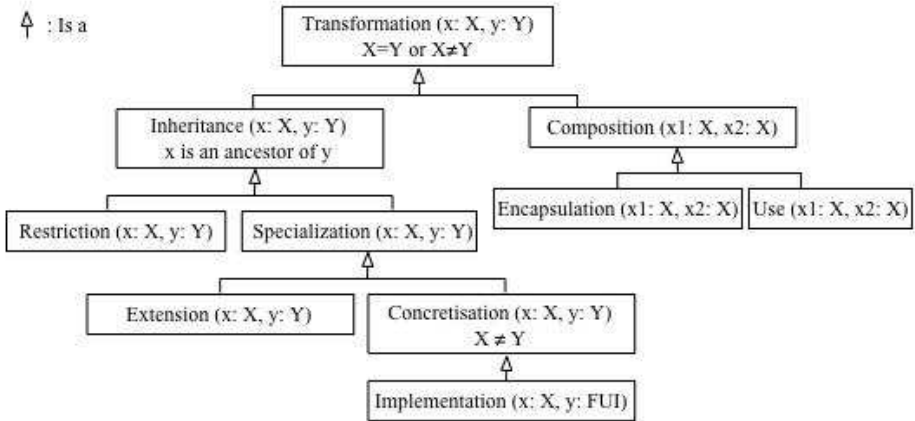 : Is a
Transformation (x: X, y: Y)
X=Y or X≠Y
Inheritance (x: X, y: Y)
x is an ancestor of y
Composition (x1: X, x2: X)
Restriction (x: X, y: Y)
Specialization (x: X, y: Y)
Encapsulation (x1: X, x2: X)
Use (x1: X, x2: X)
Extension (x: X, y: Y)
Concretisation (x: X, y: Y)
X ≠ Y
Implementation (x: X, y: FUI)